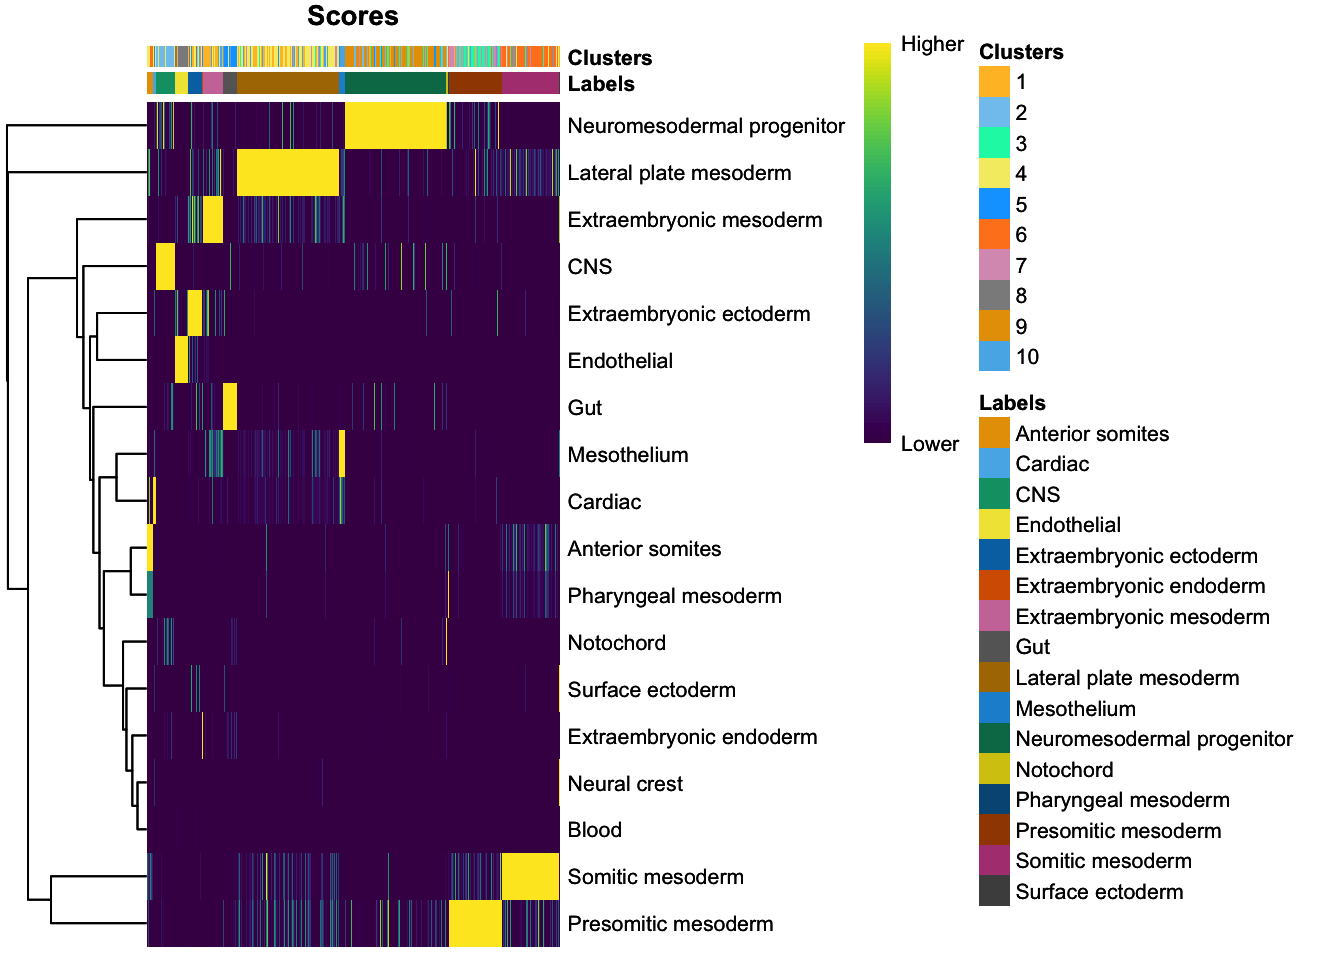 Scores
Clusters
Labels
Neuromesodermal progenitor
Lateral plate mesoderm
Extraembryonic mesoderm
CNS
Extraembryonic ectoderm
Endothelial
Gut
Mesothelium
Cardiac
Anterior somites
Pharyngeal mesoderm
Notochord
Surface ectoderm
Extraembryonic endoderm
Neural crest
Blood
Somitic mesoderm
Presomitic mesoderm
Higher
Lower
Clusters
1
2
3
4
5
6
7
8
9
10
Labels
Anterior somites
Cardiac
CNS
Endothelial
Extraembryonic ectoderm
Extraembryonic endoderm
Extraembryonic mesoderm
Gut
Lateral plate mesoderm
Mesothelium
Neuromesodermal progenitor
Notochord
Pharyngeal mesoderm
Presomitic mesoderm
Somitic mesoderm
Surface ectoderm